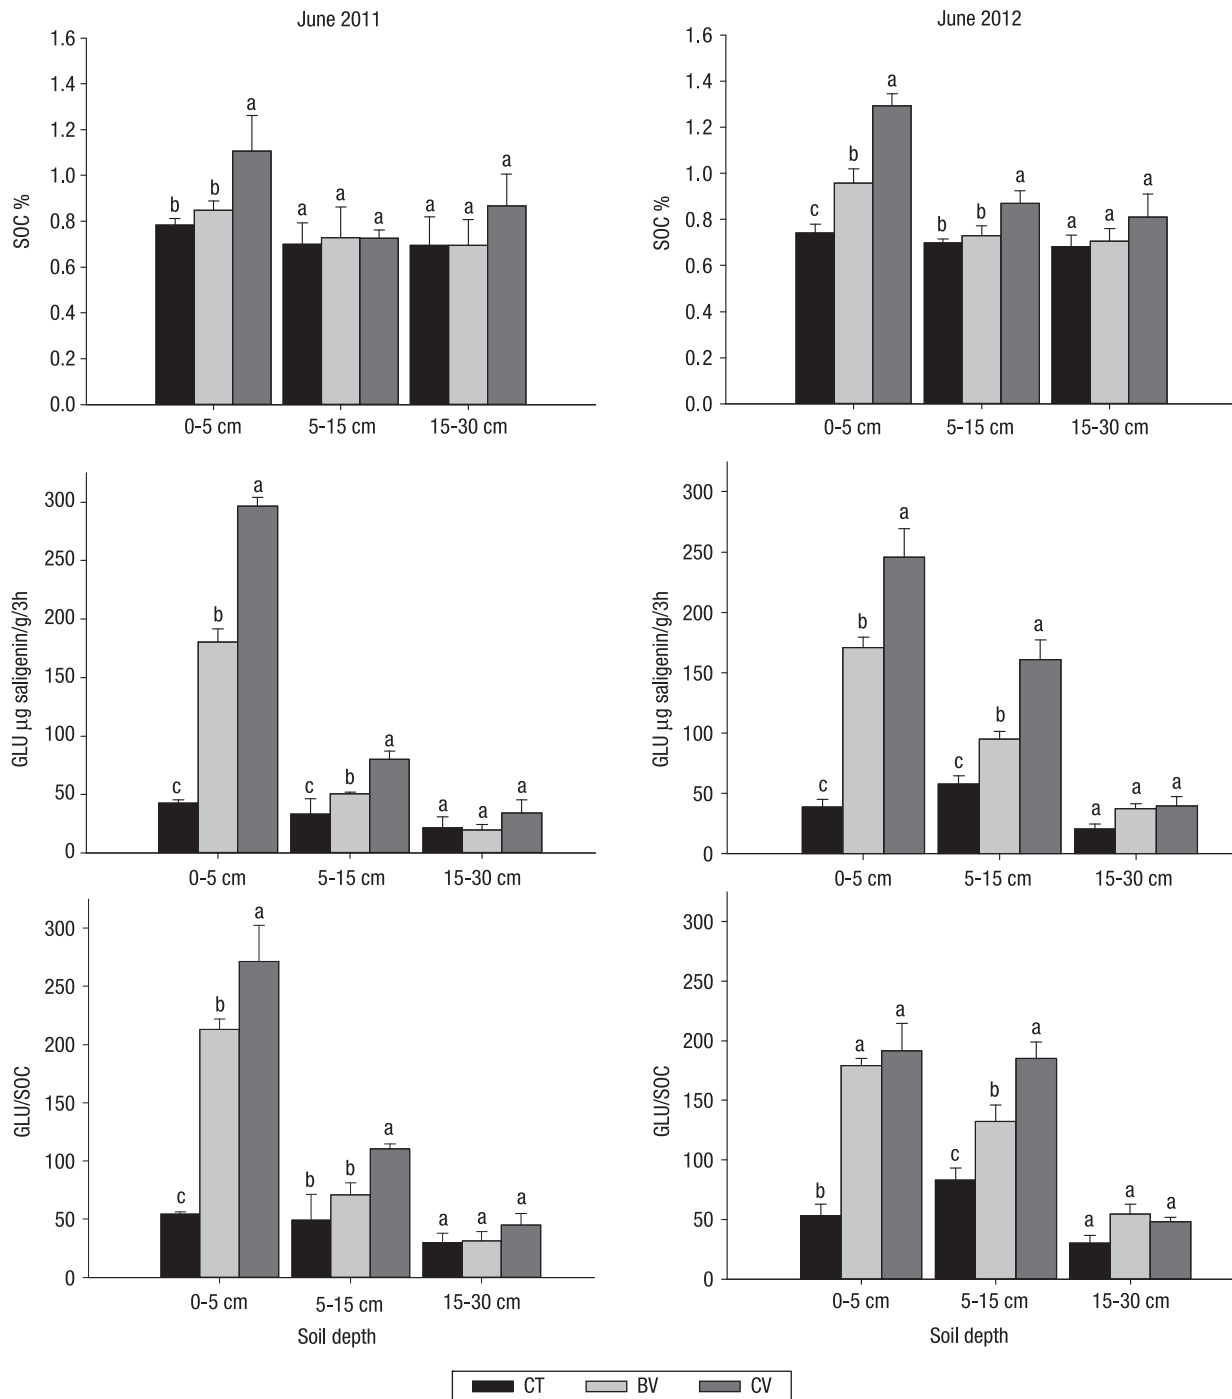 June 2011
1.6
1.4
1.2
1.0
0.8
0.6
0.4
0.2
0.0
SOC %
b b a
a a a
a a a
0-5 cm 5-15 cm 15-30 cm
June 2012
1.6
1.4
1.2
1.0
0.8
0.6
0.4
0.2
0.0
SOC %
c b a
b b a
a a a
0-5 cm 5-15 cm 15-30 cm
300
250
200
150
100
50
0
GLU µg saligenin/g/3h
c b a
c b a
a a a
0-5 cm 5-15 cm 15-30 cm
300
250
200
150
100
50
0
GLU µg saligenin/g/3h
c b a
c b a
a a a
0-5 cm 5-15 cm 15-30 cm
300
250
200
150
100
50
0
GLU/SOC
c b a
b b a
a a a
0-5 cm 5-15 cm 15-30 cm
Soil depth
300
250
200
150
100
50
0
GLU/SOC
b a a
c b a
a a a
0-5 cm 5-15 cm 15-30 cm
Soil depth
CT BV CV